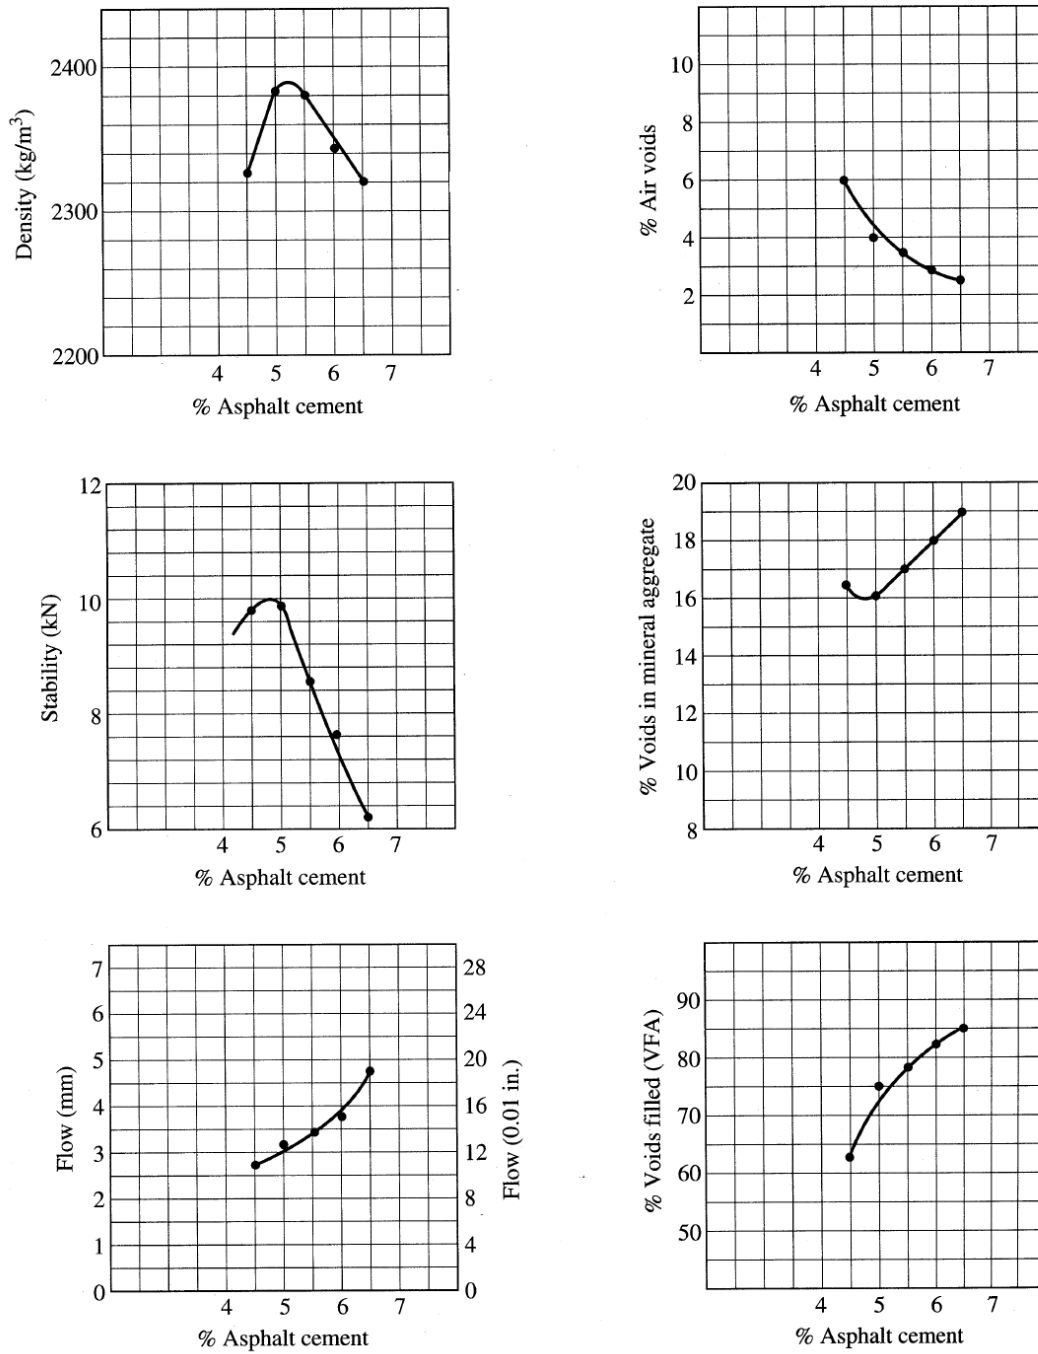 Density (kg/m³)
2400
2300
2200
4 5 6 7
% Asphalt cement
% Air voids
10
8
6
4
2
4 5 6 7
% Asphalt cement
Stability (kN)
12
10
8
6
4 5 6 7
% Asphalt cement
% Voids in mineral aggregate
20
18
16
14
12
10
8
4 5 6 7
% Asphalt cement
Flow (mm)
7
6
5
4
3
2
1
0
28
24
20
16
12
8
4
0
Flow (0.01 in.)
4 5 6 7
% Asphalt cement
% Voids filled (VFA)
90
80
70
60
50
4 5 6 7
% Asphalt cement